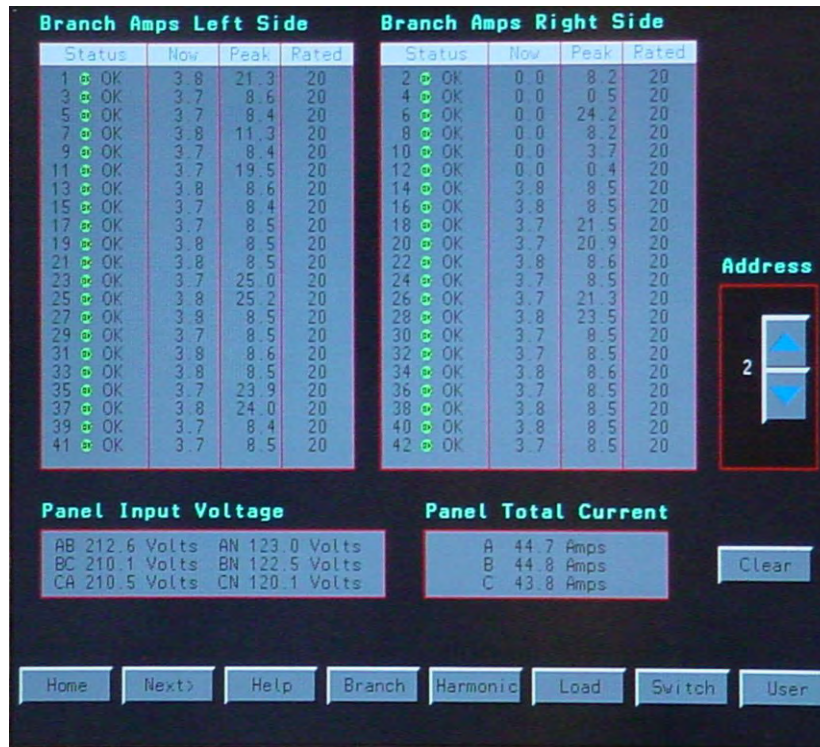 Branch Amps Left Side
Status Now Peak Rated
1 OK 3.8 21.3 20
3 OK 3.7 8.6 20
5 OK 3.7 8.4 20
7 OK 3.8 11.3 20
9 OK 3.7 8.4 20
11 OK 3.7 19.5 20
13 OK 3.8 8.6 20
15 OK 3.7 8.4 20
17 OK 3.7 8.5 20
19 OK 3.8 8.5 20
21 OK 3.8 8.5 20
23 OK 3.7 25.0 20
25 OK 3.8 25.2 20
27 OK 3.8 8.5 20
29 OK 3.7 8.5 20
31 OK 3.8 8.6 20
33 OK 3.8 8.5 20
35 OK 3.7 23.9 20
37 OK 3.8 24.0 20
39 OK 3.7 8.4 20
41 OK 3.7 8.5 20
Branch Amps Right Side
Status Now Peak Rated
2 OK 0.0 8.2 20
4 OK 0.0 0.5 20
6 OK 0.0 24.2 20
8 OK 0.0 8.2 20
10 OK 0.0 3.7 20
12 OK 0.0 0.4 20
14 OK 3.8 8.5 20
16 OK 3.8 8.5 20
18 OK 3.7 21.5 20
20 OK 3.7 20.9 20
22 OK 3.8 8.6 20
24 OK 3.7 8.5 20
26 OK 3.7 21.3 20
28 OK 3.8 23.5 20
30 OK 3.7 8.5 20
32 OK 3.7 8.5 20
34 OK 3.8 8.6 20
36 OK 3.7 8.5 20
38 OK 3.8 8.5 20
40 OK 3.8 8.5 20
42 OK 3.7 8.5 20
Address
2
Panel Input Voltage
AB 212.6 Volts AN 123.0 Volts
BC 210.1 Volts BN 122.5 Volts
CA 210.5 Volts CN 120.1 Volts
Panel Total Current
A 44.7 Amps
B 44.8 Amps
C 43.8 Amps
Clear
Home Next> Help Branch Harmonic Load Switch User